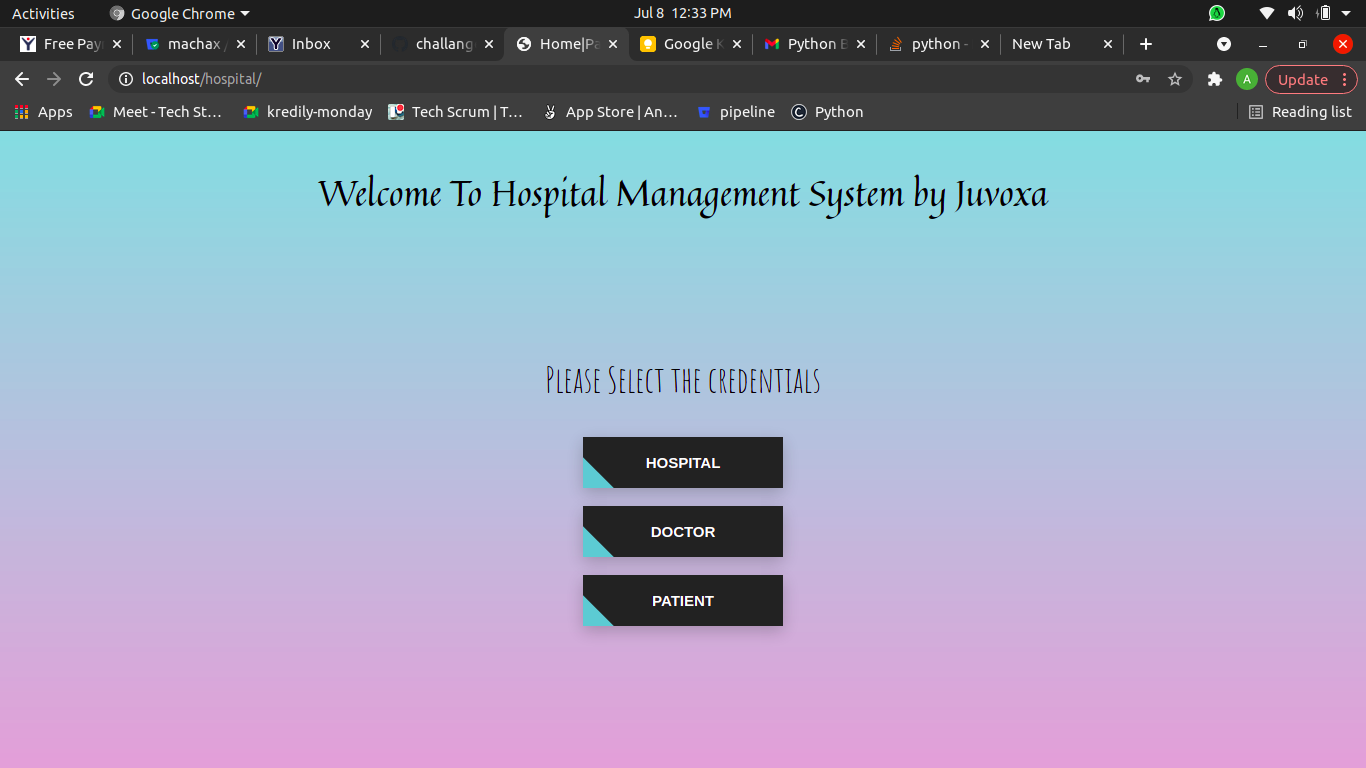 Activities Google Chrome Jul 8 12:33 PM
Free Pay machax / Inbox challang Home|Pa Google K Python B python - New Tab
localhost/hospital/ A Update
Apps Meet - Tech St... kredily-monday Tech Scrum | T... App Store | An... pipeline C Python Reading list
Welcome To Hospital Management System by Juvoxa
Please Select the credentials
HOSPITAL
DOCTOR
PATIENT